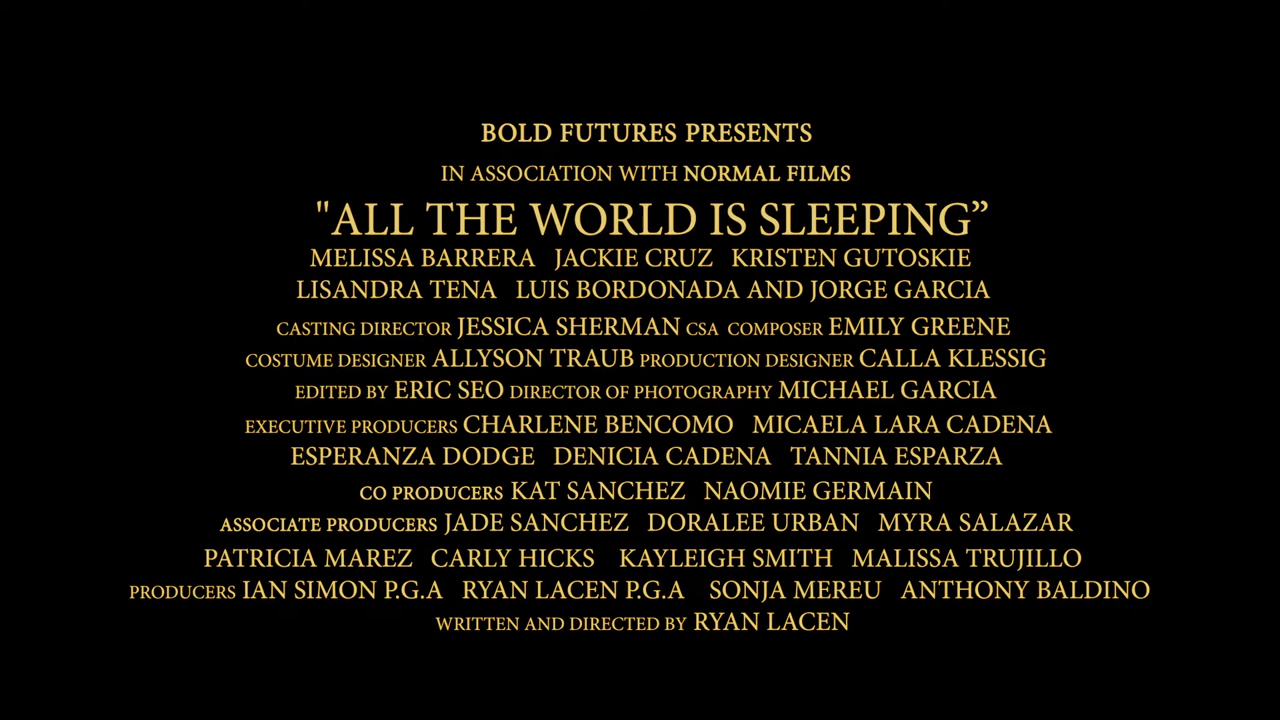 BOLD FUTURES PRESENTS
IN ASSOCIATION WITH NORMAL FILMS
"ALL THE WORLD IS SLEEPING”
MELISSA BARRERA JACKIE CRUZ KRISTEN GUTOSKIE
LISANDRA TENA LUIS BORDONADA AND JORGE GARCIA
CASTING DIRECTOR JESSICA SHERMAN CSA COMPOSER EMILY GREENE
COSTUME DESIGNER ALLYSON TRAUB PRODUCTION DESIGNER CALLA KLESSIG
EDITED BY ERIC SEO DIRECTOR OF PHOTOGRAPHY MICHAEL GARCIA
EXECUTIVE PRODUCERS CHARLENE BENCOMO MICAELA LARA CADENA
ESPERANZA DODGE DENICIA CADENA TANNIA ESPARZA
CO PRODUCERS KAT SANCHEZ NAOMIE GERMAIN
ASSOCIATE PRODUCERS JADE SANCHEZ DORALEE URBAN MYRA SALAZAR
PATRICIA MAREZ CARLY HICKS KAYLEIGH SMITH MALISSA TRUJILLO
PRODUCERS IAN SIMON P.G.A RYAN LACEN P.G.A SONJA MEREU ANTHONY BALDINO
WRITTEN AND DIRECTED BY RYAN LACEN